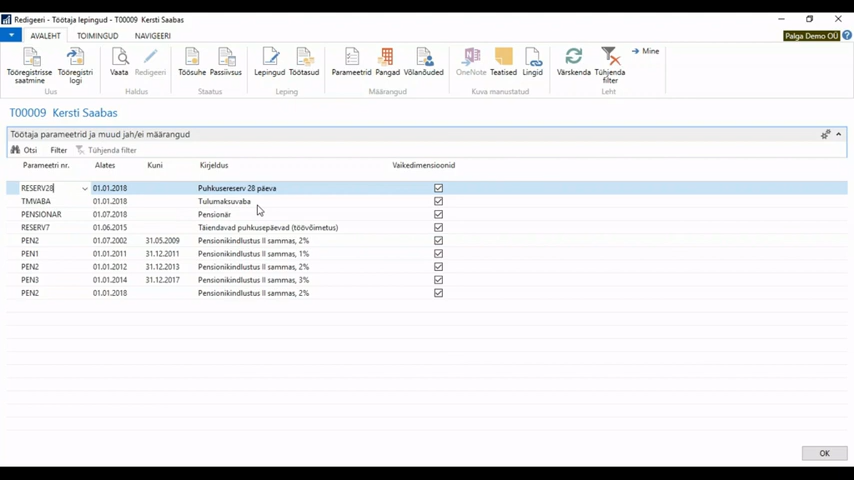 Redigeeri - Töötaja lepingud - T00009 Kersti Saabas
AVALEHT TOIMINGUD NAVIGEERI
Palga Demo OÜ
Tööregistrisse saatmine
Tööregistri logi
Vaata
Redigeeri
Töösuhe
Passiivsus
Lepingud
Töötasud
Parameetrid
Pangad
Võlanõuded
OneNote
Teatised
Lingid
Värskenda
Tühjenda filter
Mine
Uus
Haldus
Staatus
Leping
Määrangud
Kuva manustatud
Leht
T00009 Kersti Saabas
Töötaja parameetrid ja muud jah/ei määrangud
Otsi Filter Tühjenda filter
Parameetri nr. Alates Kuni Kirjeldus Vaikedimensioonid
RESERV28 01.01.2018 Puhkusereserv 28 päeva
TMVABA 01.01.2018 Tulumaksuvaba
PENSIONAR 01.07.2018 Pensionär
RESERV7 01.06.2015 Täiendavad puhkusepäevad (töövõimetus)
PEN2 01.07.2002 31.05.2009 Pensionikindlustus II sammas, 2%
PEN1 01.01.2011 31.12.2011 Pensionikindlustus II sammas, 1%
PEN2 01.01.2012 31.12.2013 Pensionikindlustus II sammas, 2%
PEN3 01.01.2014 31.12.2017 Pensionikindlustus II sammas, 3%
PEN2 01.01.2018 Pensionikindlustus II sammas, 2%
OK